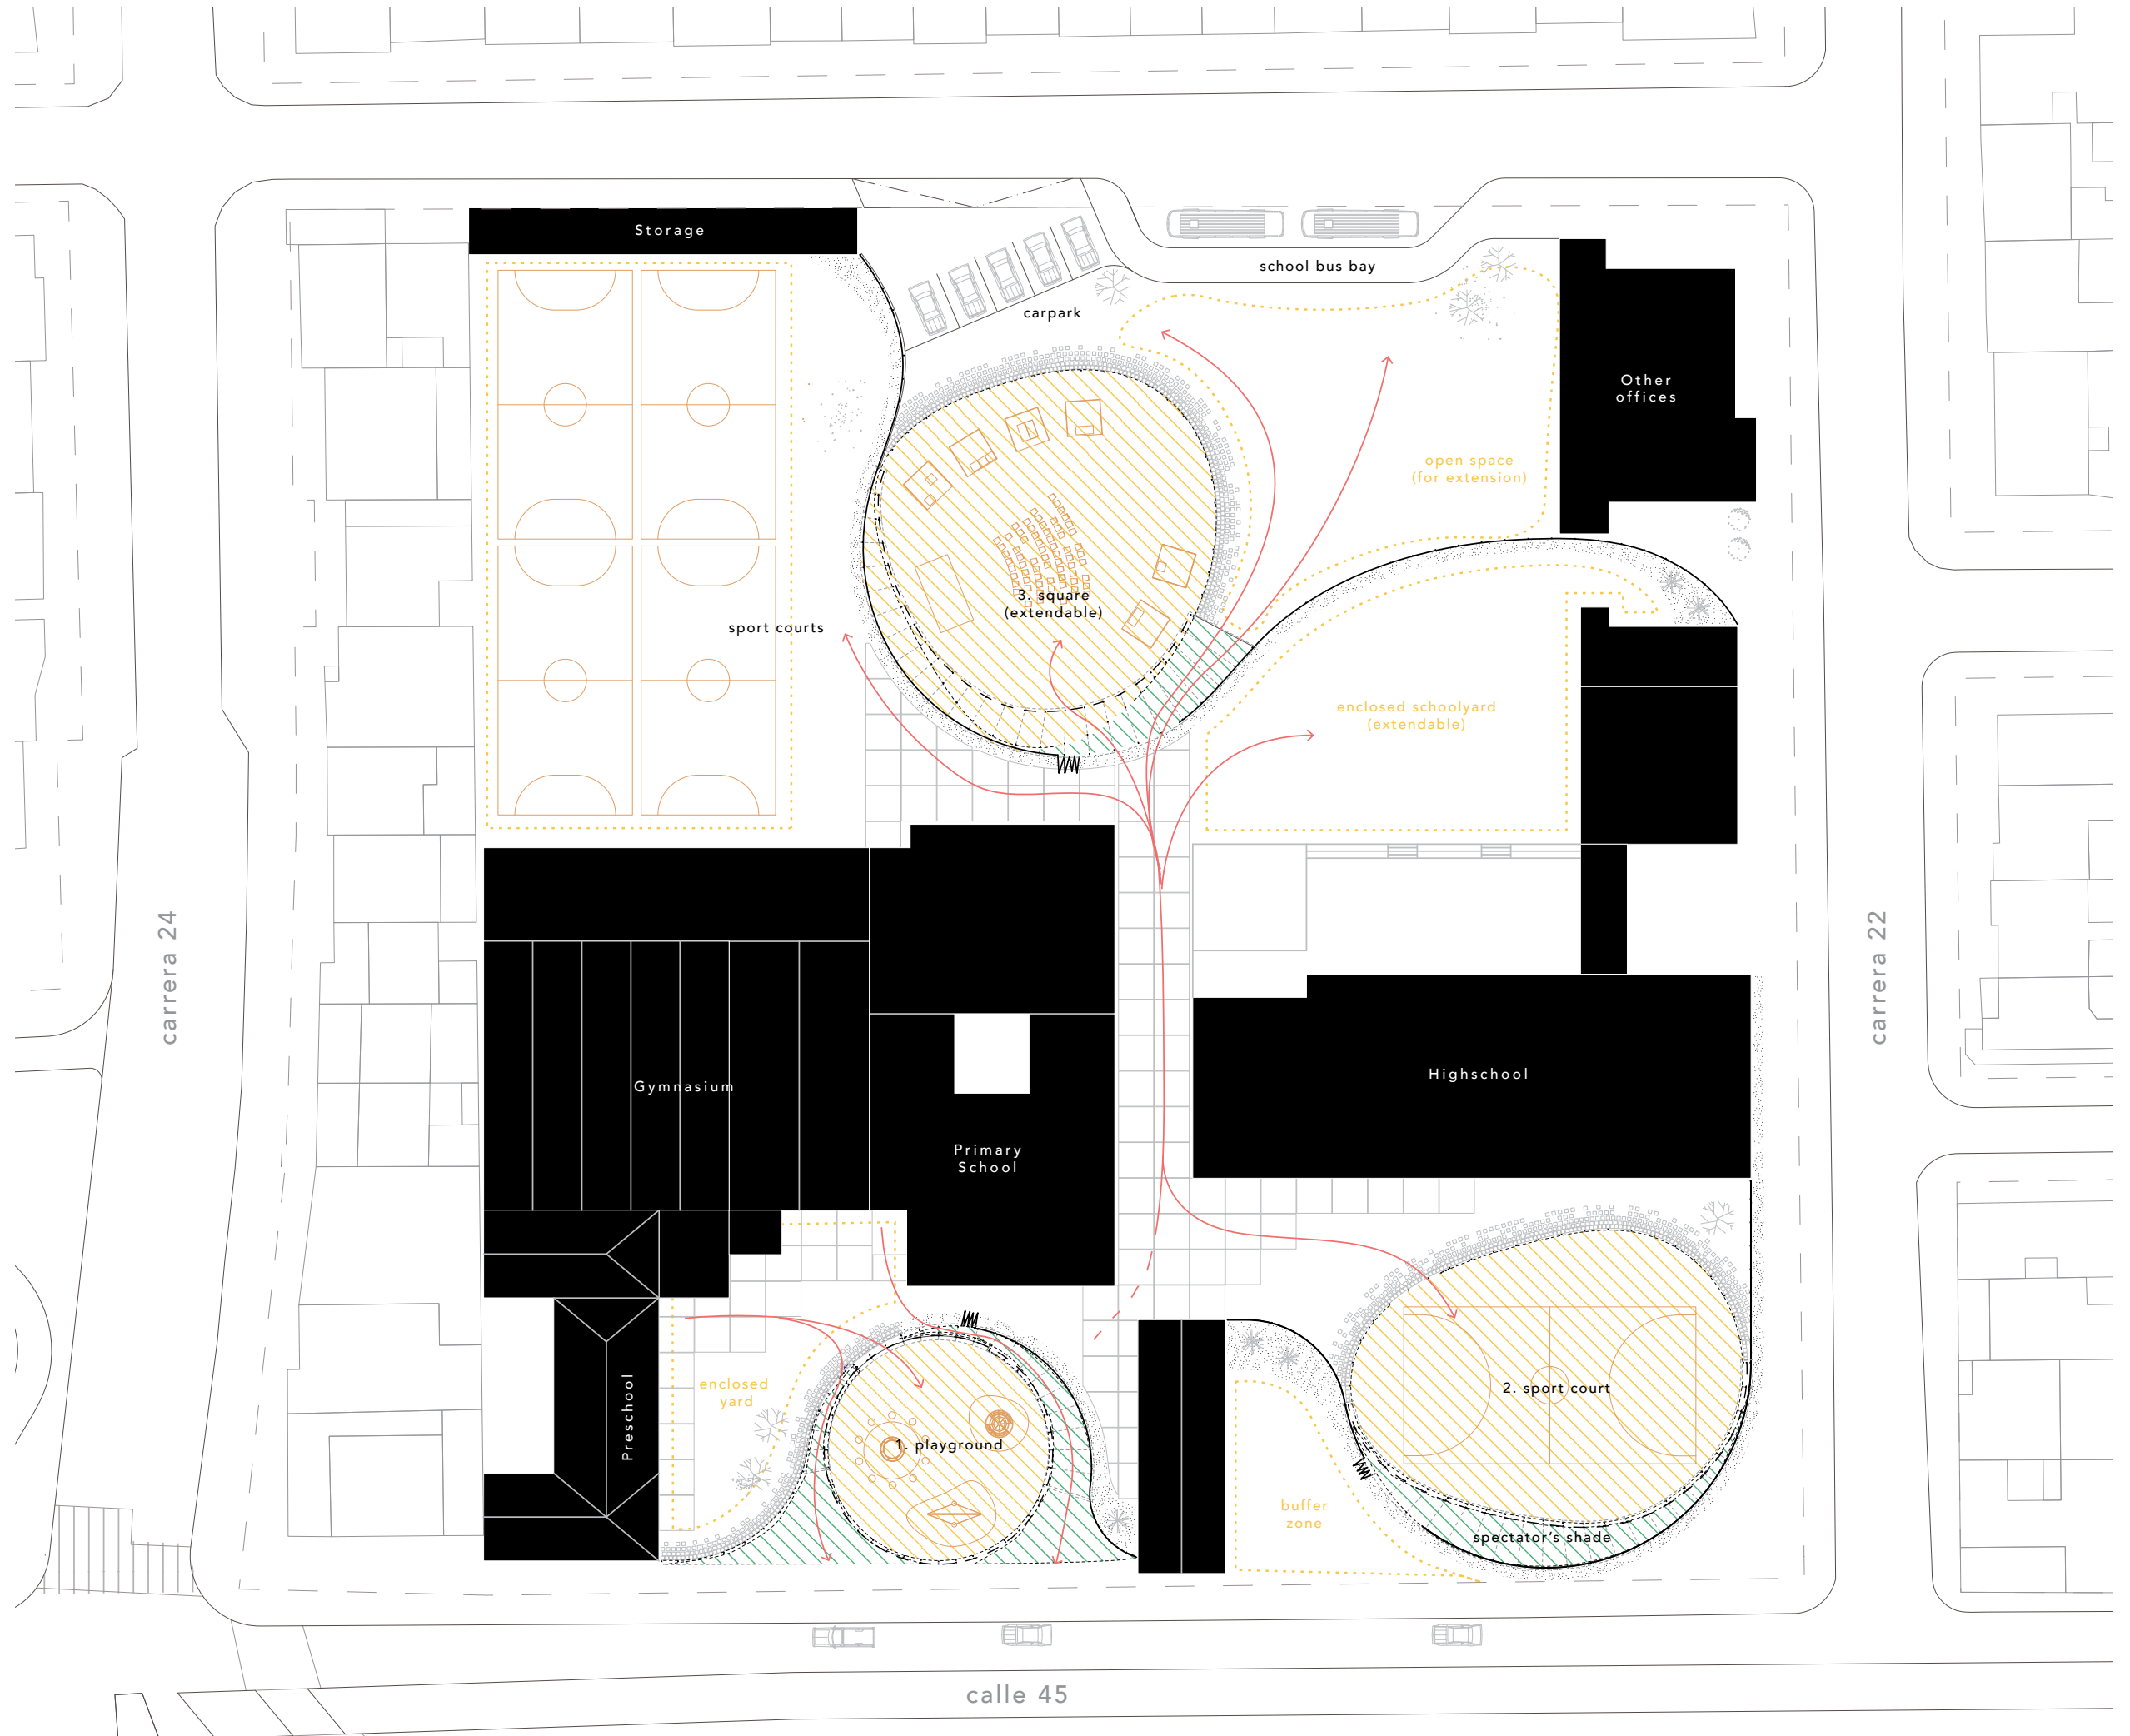 Storage
school bus bay
carpark
Other
offices
open space
(for extension)
3. square
(extendable)
sport courts
enclosed schoolyard
(extendable)
carrera 24
carrera 22
Highschool
Gymnasium
Primary
School
enclosed
yard
Preschool
2. sport court
1. playground
buffer
zone
spectator's shade
calle 45